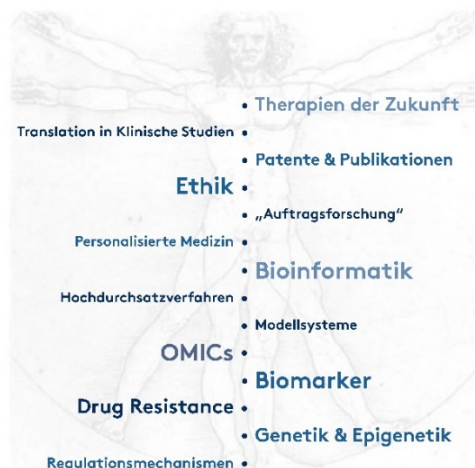 Therapien der Zukunft
Translation in Klinische Studien
Patente & Publikationen
Ethik
„Auftragsforschung“
Personalisierte Medizin
Bioinformatik
Hochdurchsatzverfahren
Modellsysteme
OMICs
Biomarker
Drug Resistance
Genetik & Epigenetik
Regulationsmechanismen